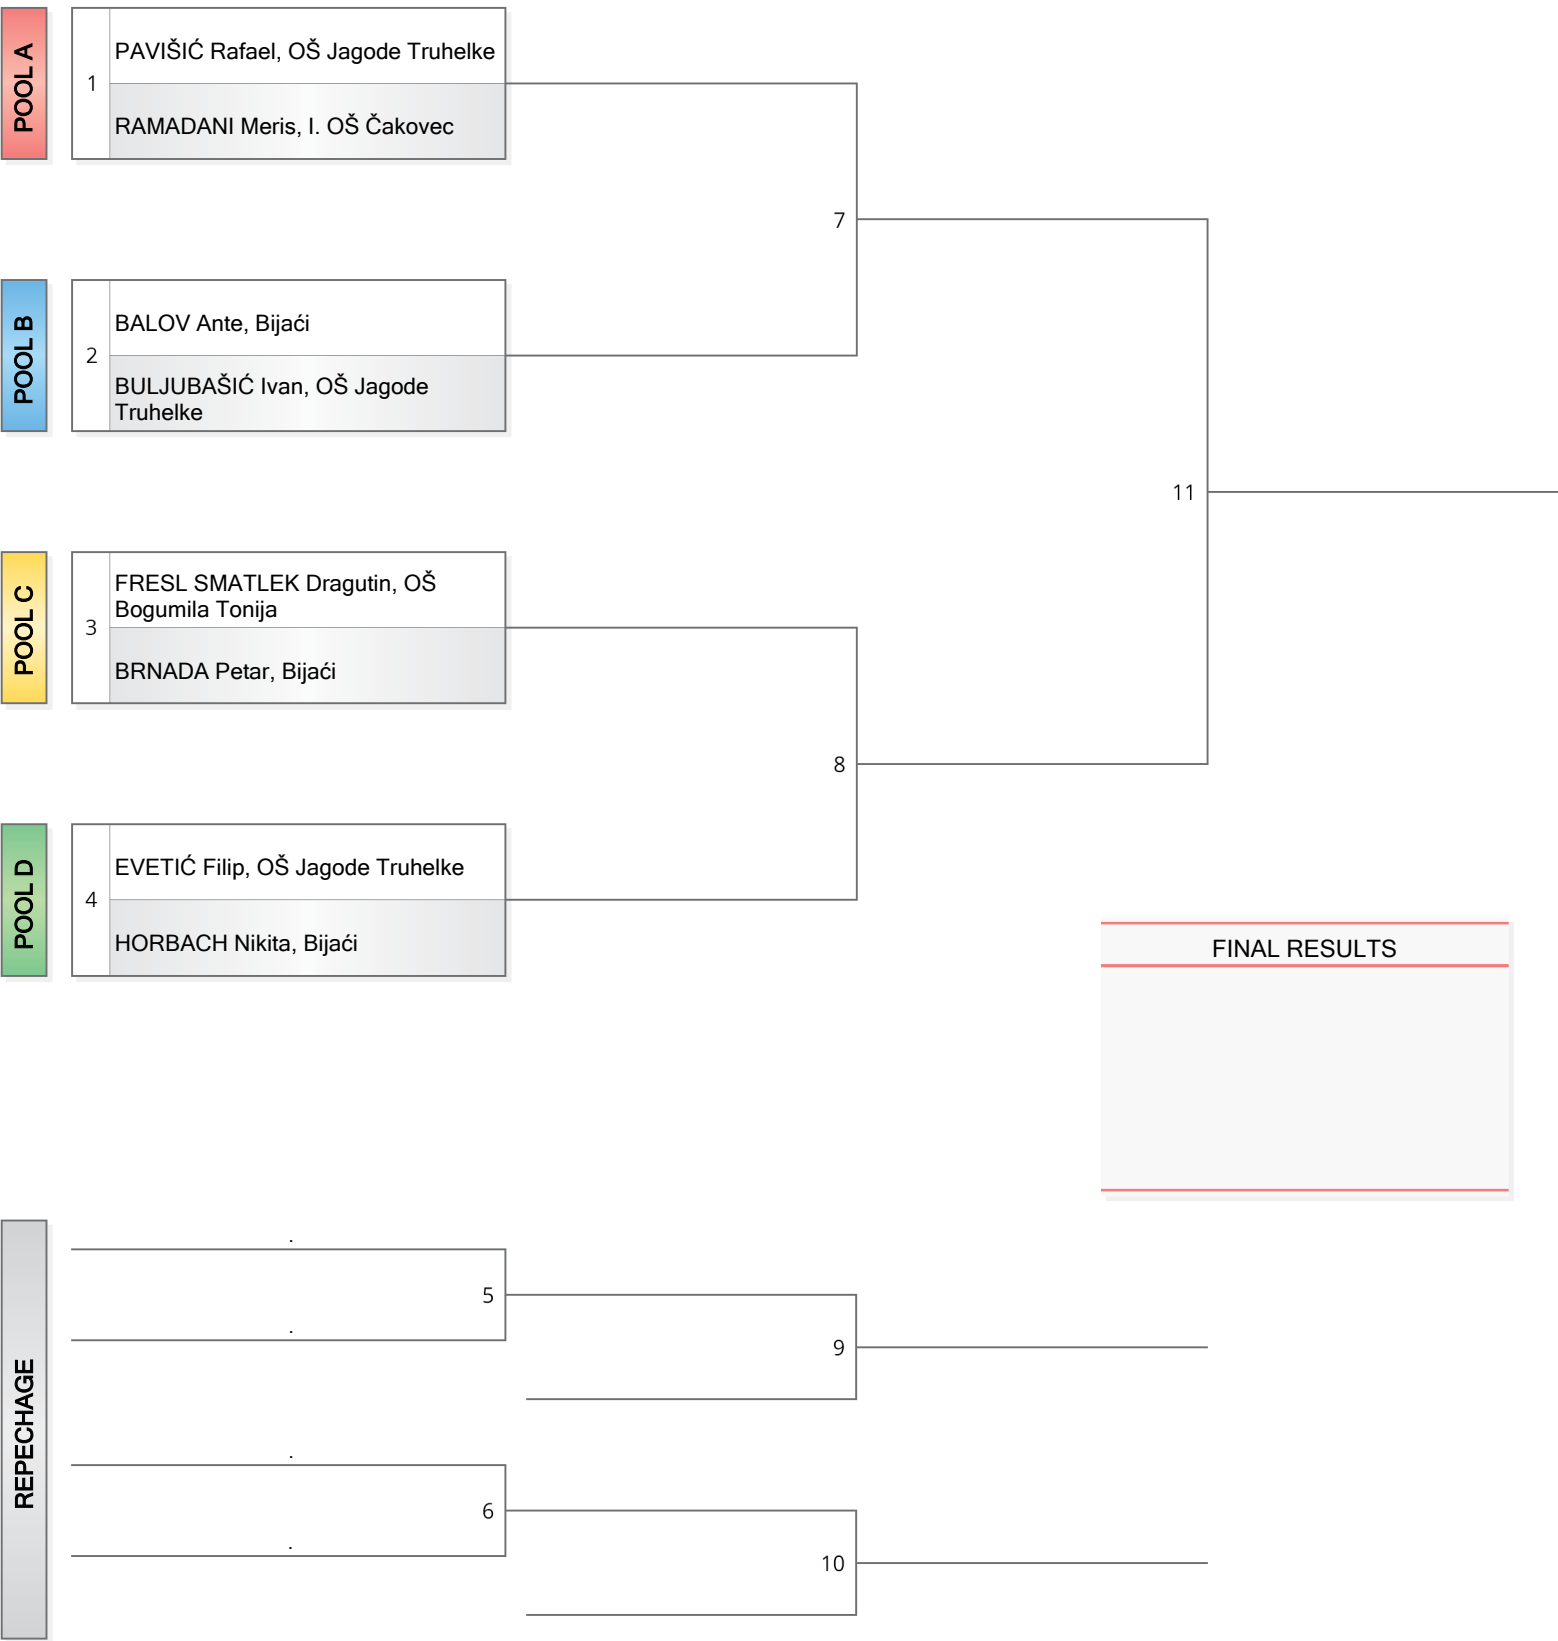 POOL A
1
PAVIŠIĆ Rafael, OŠ Jagode Truhelke
RAMADANI Meris, I. OŠ Čakovec
7
POOL B
2
BALOV Ante, Bijaći
BULJUBAŠIĆ Ivan, OŠ Jagode
Truhelke
11
POOL C
3
FRESL SMATLEK Dragutin, OŠ
Bogumila Tonija
BRNADA Petar, Bijaći
8
POOL D
4
EVETIĆ Filip, OŠ Jagode Truhelke
HORBACH Nikita, Bijaći
FINAL RESULTS
REPECHAGE
.
5
.
9
.
6
.
10